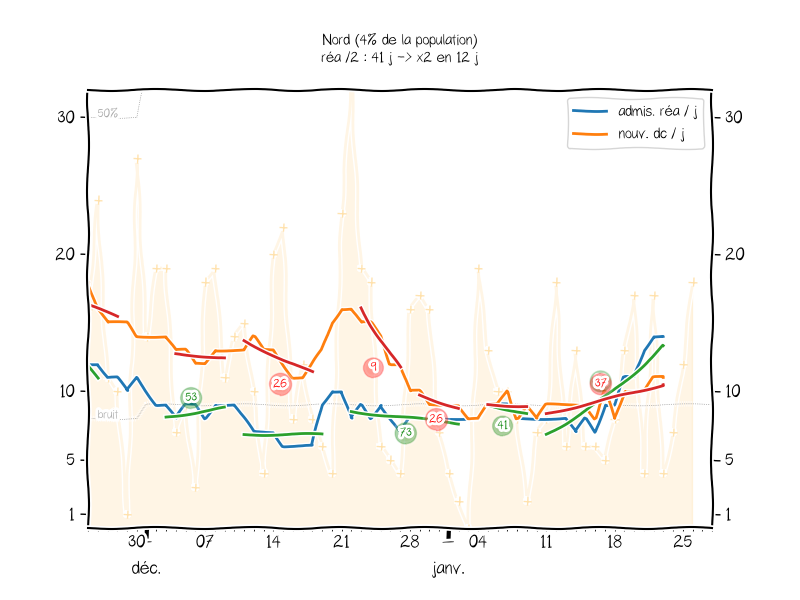 Nord (4% de la population)
réa /2 : 41 j -> x2 en 12 j
admis. réa / j
nouv. dc / j
50%
bruit
30
20
10
5
1
30
20
10
5
1
53
26
9
73
26
41
37
30 07 14 21 28 04 11 18 25
déc. janv.